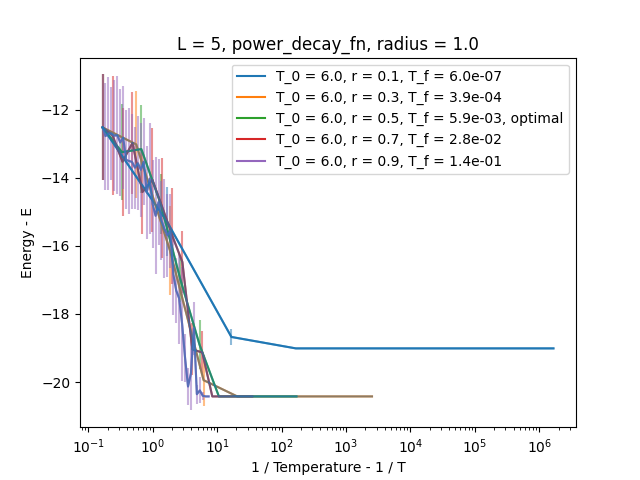 L = 5, power_decay_fn, radius = 1.0
T_0 = 6.0, r = 0.1, T_f = 6.0e-07
T_0 = 6.0, r = 0.3, T_f = 3.9e-04
T_0 = 6.0, r = 0.5, T_f = 5.9e-03, optimal
T_0 = 6.0, r = 0.7, T_f = 2.8e-02
T_0 = 6.0, r = 0.9, T_f = 1.4e-01
Energy - E
−12
−14
−16
−18
−20
10⁻¹ 10⁰ 10¹ 10² 10³ 10⁴ 10⁵ 10⁶
1 / Temperature - 1 / T